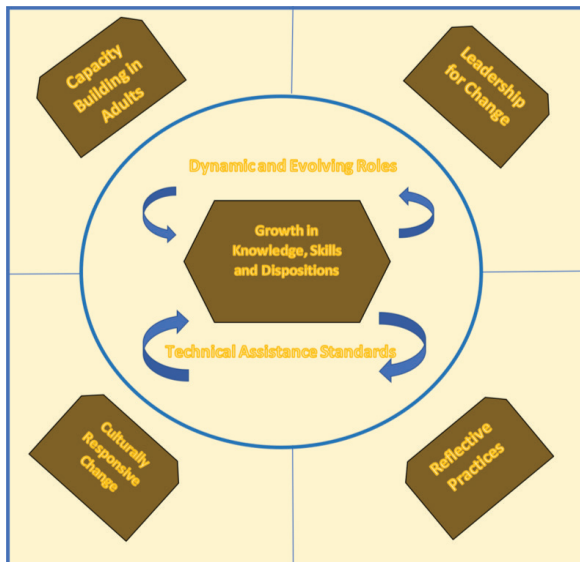 Capacity
Building in
Adults
Leadership
for Change
Dynamic and Evolving Roles
Growth in
Knowledge, Skills
and Dispositions
Technical Assistance Standards
Culturally
Responsive
Change
Reflective
Practices